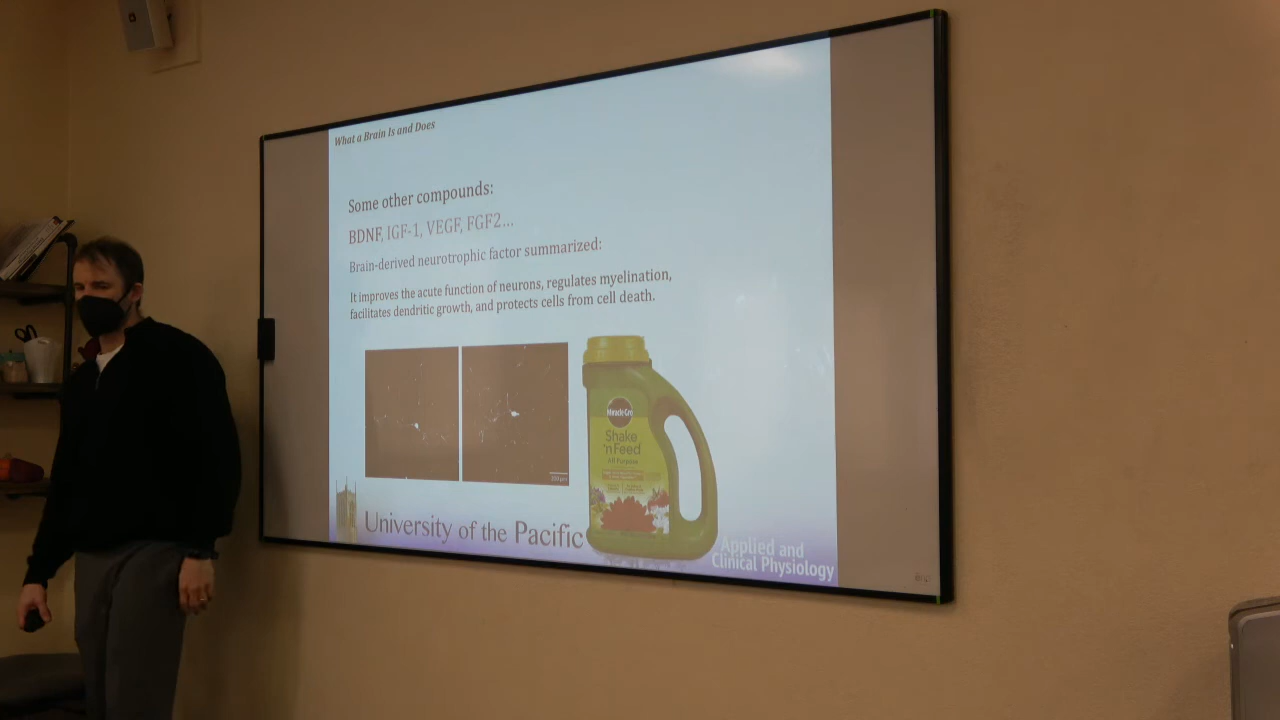 What a Brain Is and Does
Some other compounds:
BDNF, IGF-1, VEGF, FGF2...
Brain-derived neurotrophic factor summarized:
It improves the acute function of neurons, regulates myelination,
facilitates dendritic growth, and protects cells from cell death.
Miracle-Gro
Shake
'n Feed
All Purpose
University of the Pacific
Applied and
Clinical Physiology